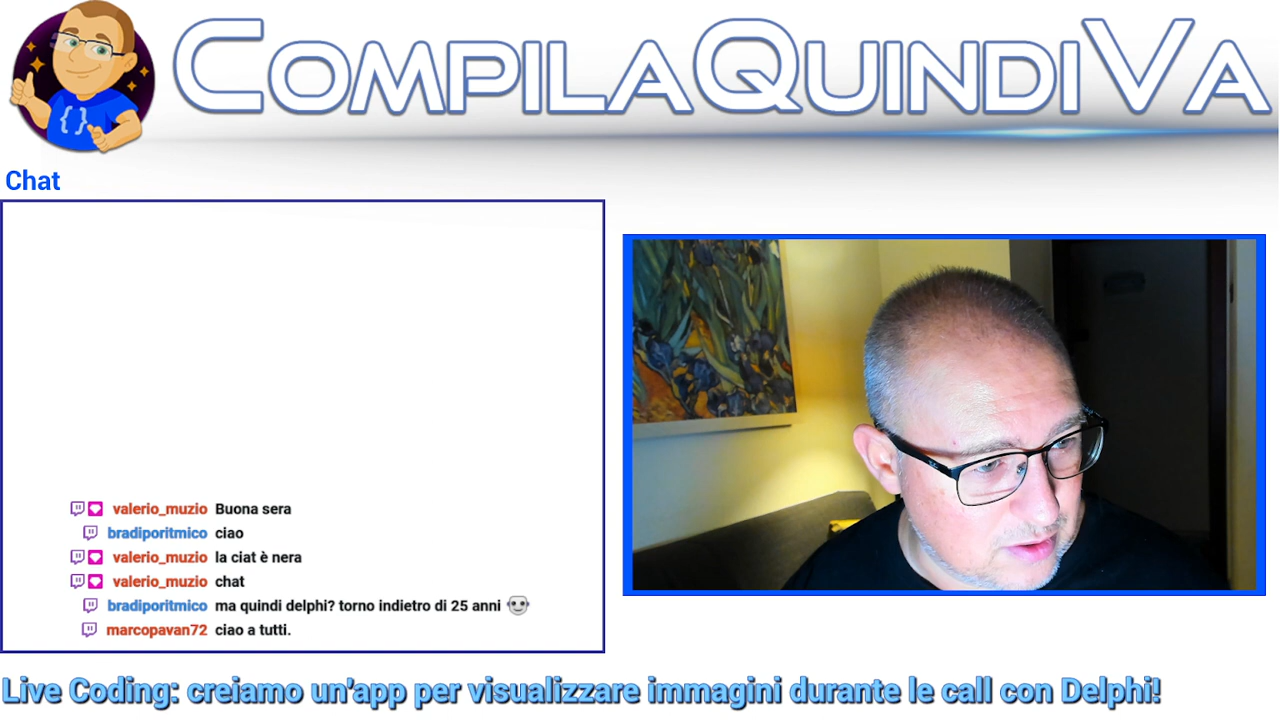 {}
COMPILAQUINDIVA
Chat
valerio_muzio Buona sera
bradiporitmico ciao
valerio_muzio la ciat è nera
valerio_muzio chat
bradiporitmico ma quindi delphi? torno indietro di 25 anni
marcopavan72 ciao a tutti.
Live Coding: creiamo un'app per visualizzare immagini durante le call con Delphi!